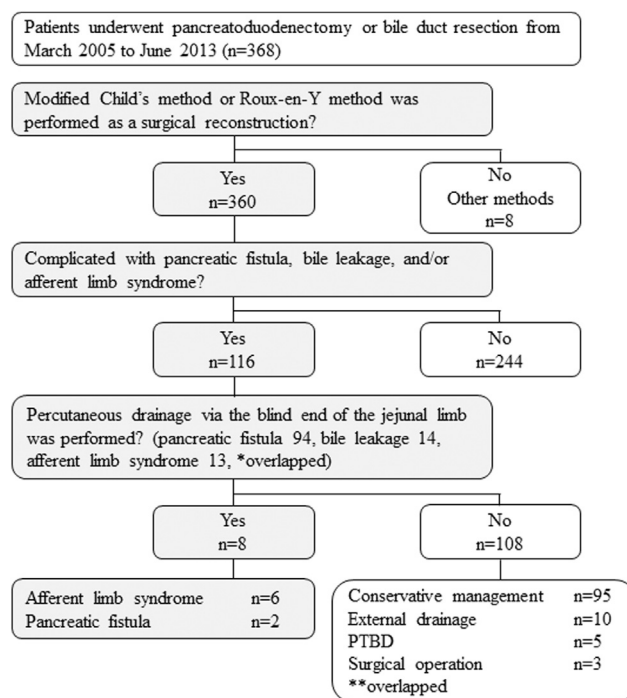 Patients underwent pancreatoduodenectomy or bile duct resection from
March 2005 to June 2013 (n=368)
Modified Child's method or Roux-en-Y method was
performed as a surgical reconstruction?
Yes
n=360
No
Other methods
n=8
Complicated with pancreatic fistula, bile leakage, and/or
afferent limb syndrome?
Yes
n=116
No
n=244
Percutaneous drainage via the blind end of the jejunal limb
was performed? (pancreatic fistula 94, bile leakage 14,
afferent limb syndrome 13, *overlapped)
Yes
n=8
No
n=108
Afferent limb syndrome n=6
Pancreatic fistula n=2
Conservative management n=95
External drainage n=10
PTBD n=5
Surgical operation n=3
**overlapped